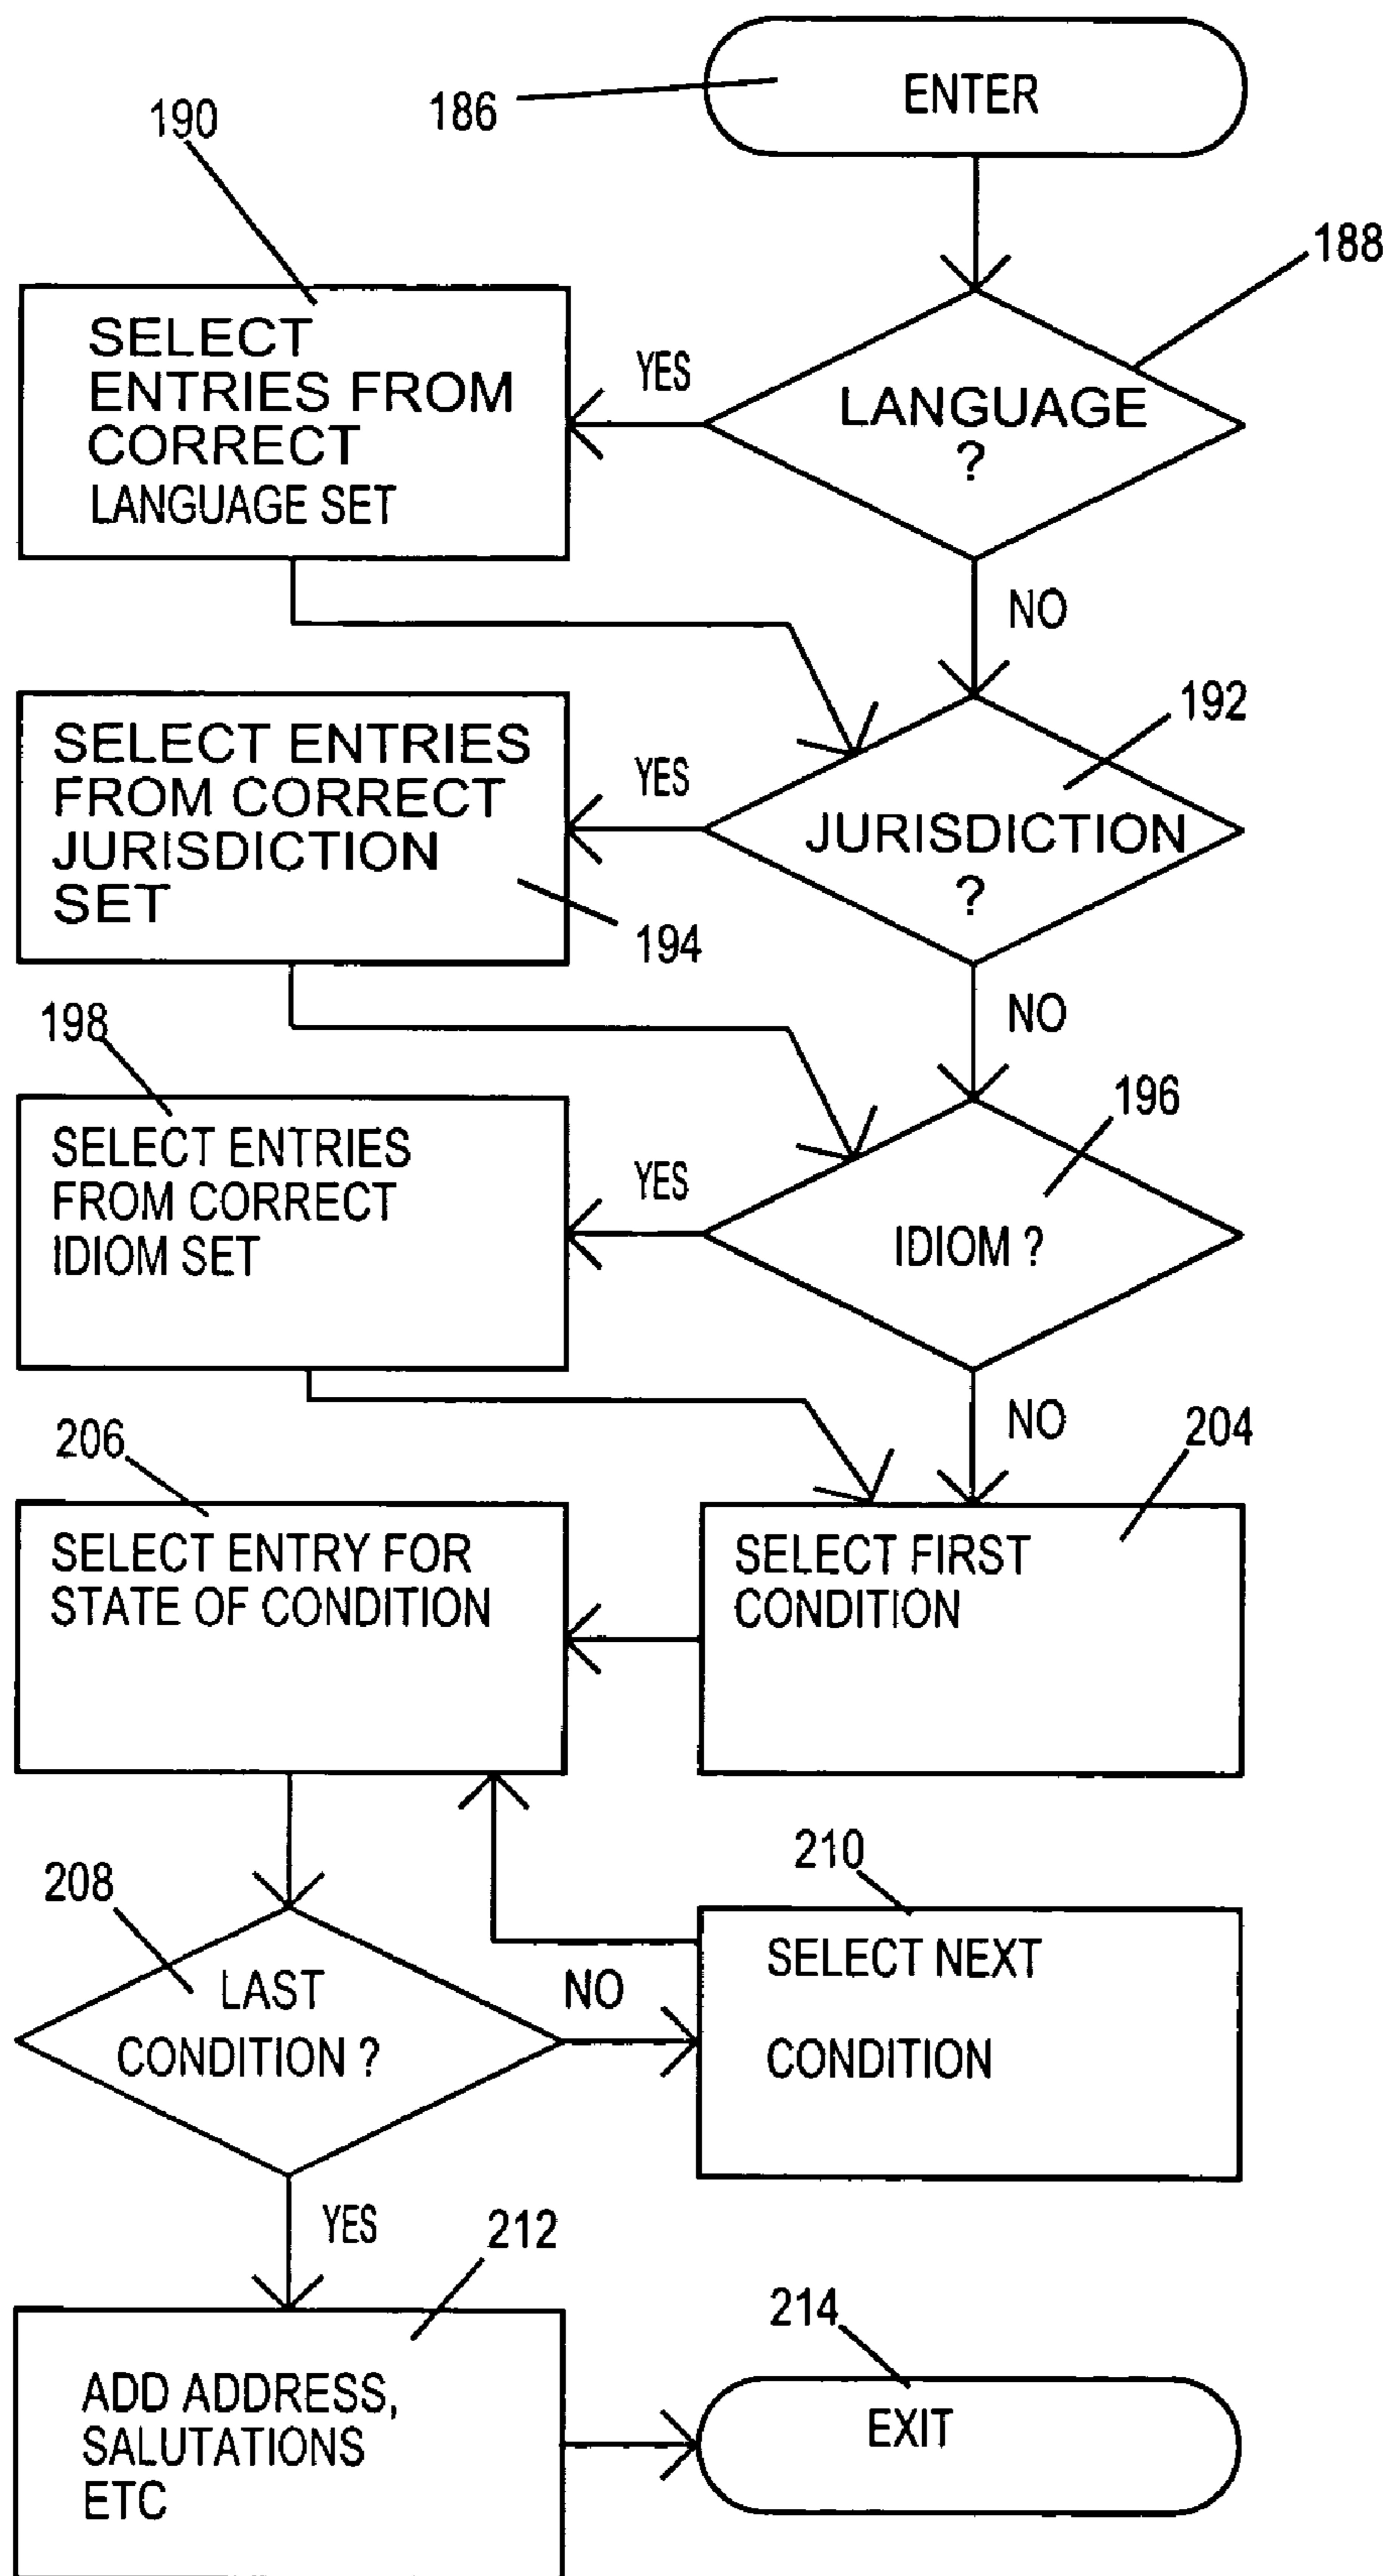 186
ENTER
190
188
SELECT
ENTRIES FROM
CORRECT
LANGUAGE SET
YES
LANGUAGE
?
NO
192
SELECT ENTRIES
FROM CORRECT
JURISDICTION
SET
YES
JURISDICTION
?
194
NO
198
196
SELECT ENTRIES
FROM CORRECT
IDIOM SET
YES
IDIOM ?
NO
206
204
SELECT ENTRY FOR
STATE OF CONDITION
SELECT FIRST
CONDITION
208
210
LAST
CONDITION ?
NO
SELECT NEXT
CONDITION
YES
212
214
ADD ADDRESS,
SALUTATIONS
ETC
EXIT